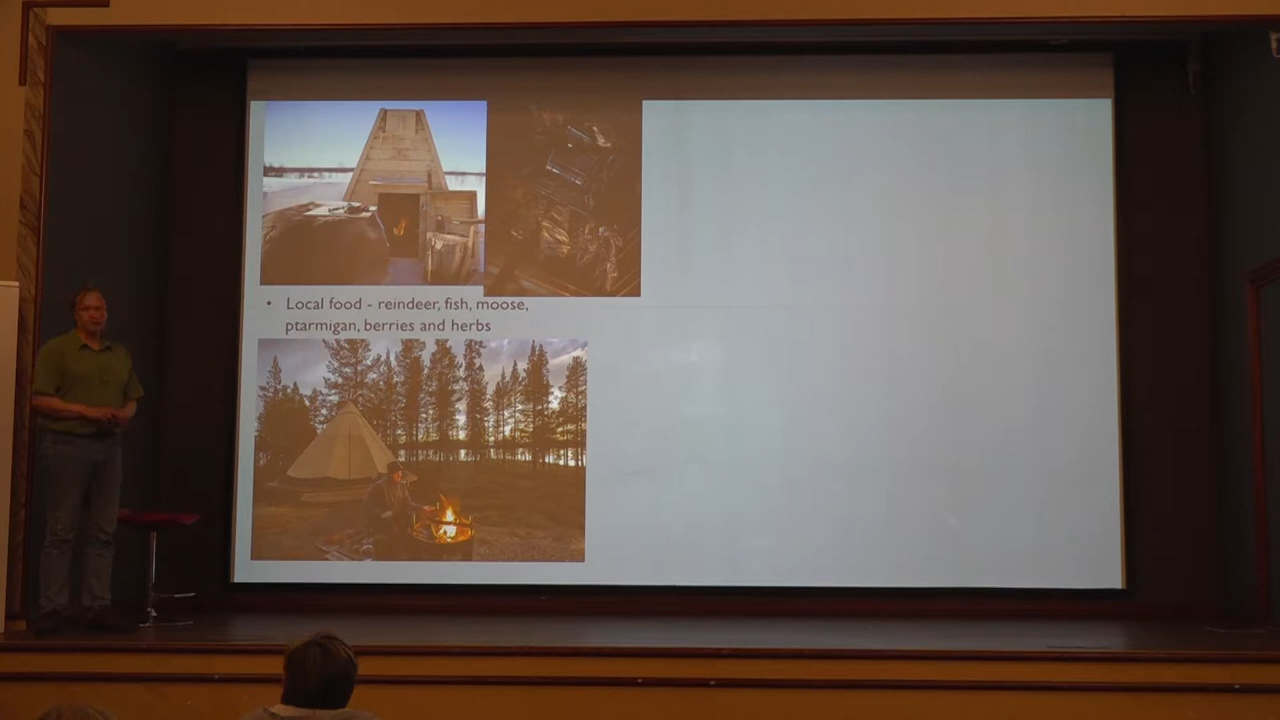 • Local food - reindeer, fish, moose,
ptarmigan, berries and herbs